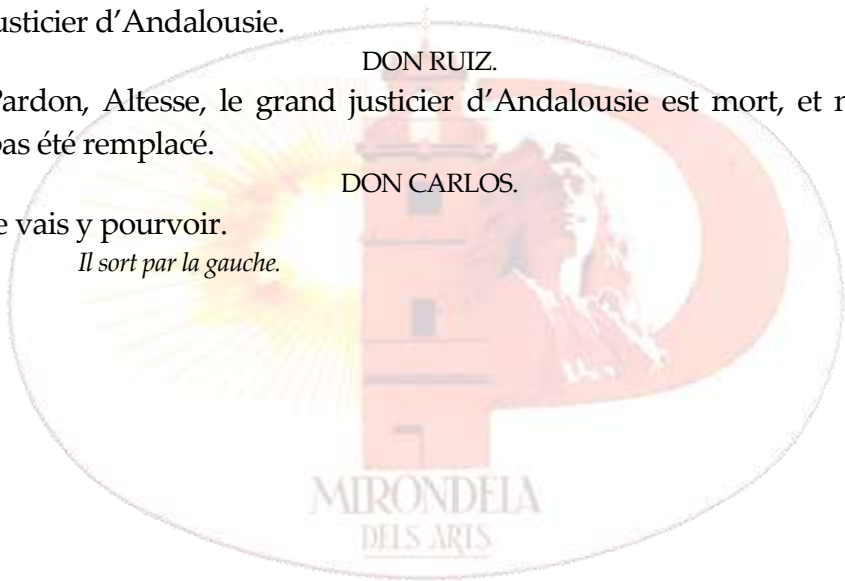 usticier d’Andalousie.
DON RUIZ.
Pardon, Altesse, le grand justicier d’Andalousie est mort, et
pas été remplacé.
DON CARLOS.
e vais y pourvoir.
Il sort par la gauche.
MIRONDELA
DELS ARTS